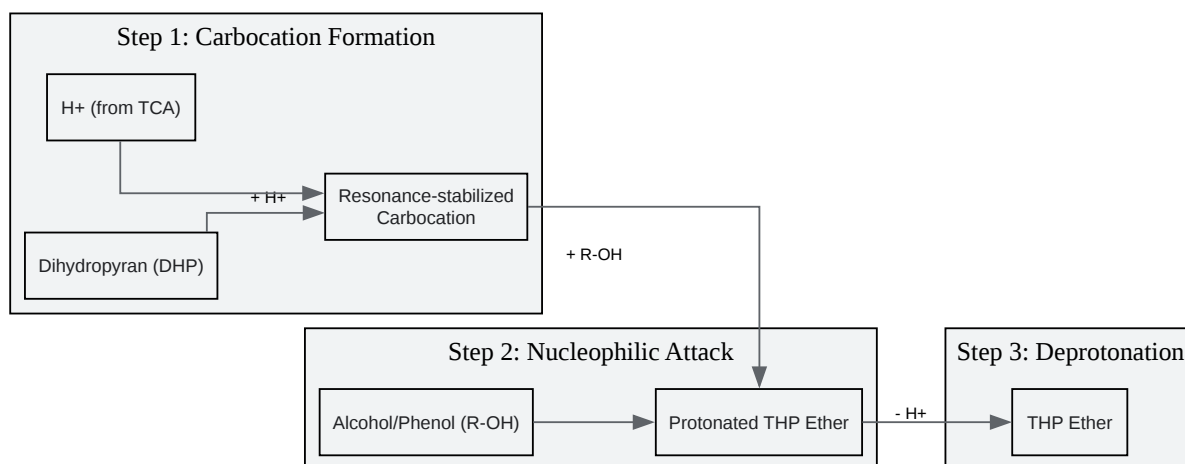 Step 1: Carbocation Formation
H+ (from TCA)
+ H+
Resonance-stabilized
Carbocation
Dihydropyran (DHP)
+ R-OH
Step 2: Nucleophilic Attack
Alcohol/Phenol (R-OH)
Protonated THP Ether
- H+
Step 3: Deprotonation
THP Ether